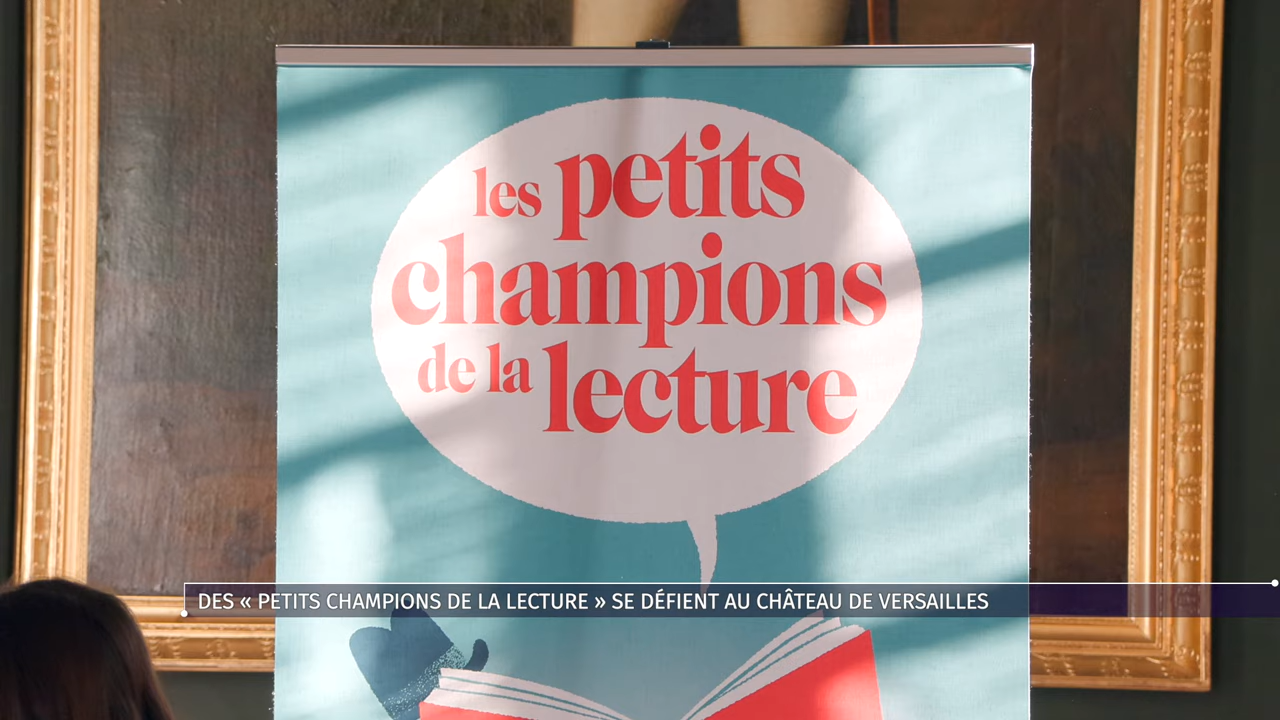 les petits
champions
de la lecture
DES « PETITS CHAMPIONS DE LA LECTURE » SE DÉFIENT AU CHÂTEAU DE VERSAILLES